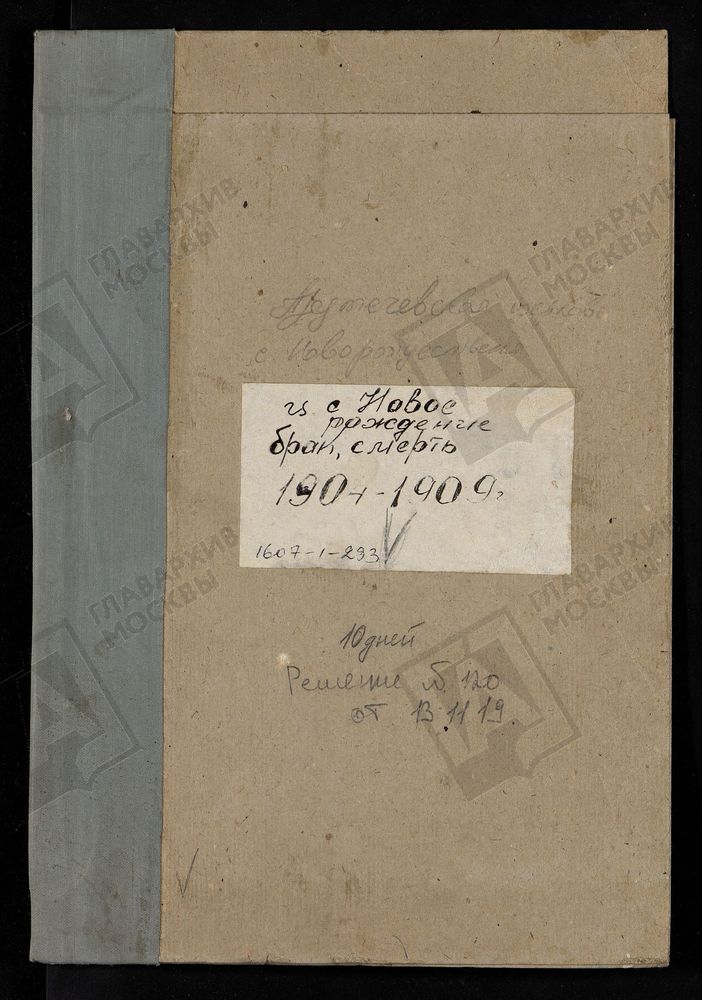 с Новорождествена
ц с Новое
рождение
брак, смерть
1904-1909г
1607-1-293
10 дней
Решение № 120
от 13 11 19
ГЛАВАРХИВ
МОСКВЫ
ГЛАВАРХИВ
МОСКВЫ
ГЛАВАРХИВ
МОСКВЫ
ГЛАВАРХИВ
МОСКВЫ